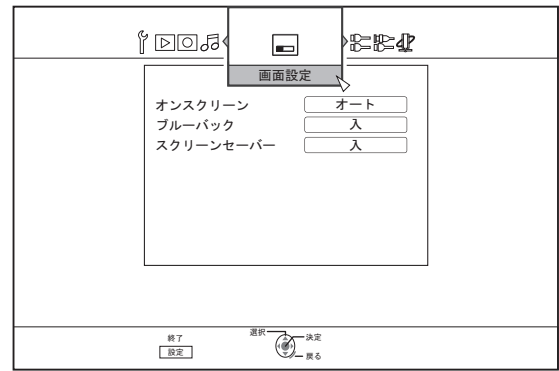 画面設定
オンスクリーン オート
ブルーバック 入
スクリーンセーバー 入
終了
設定
選択
決定
戻る